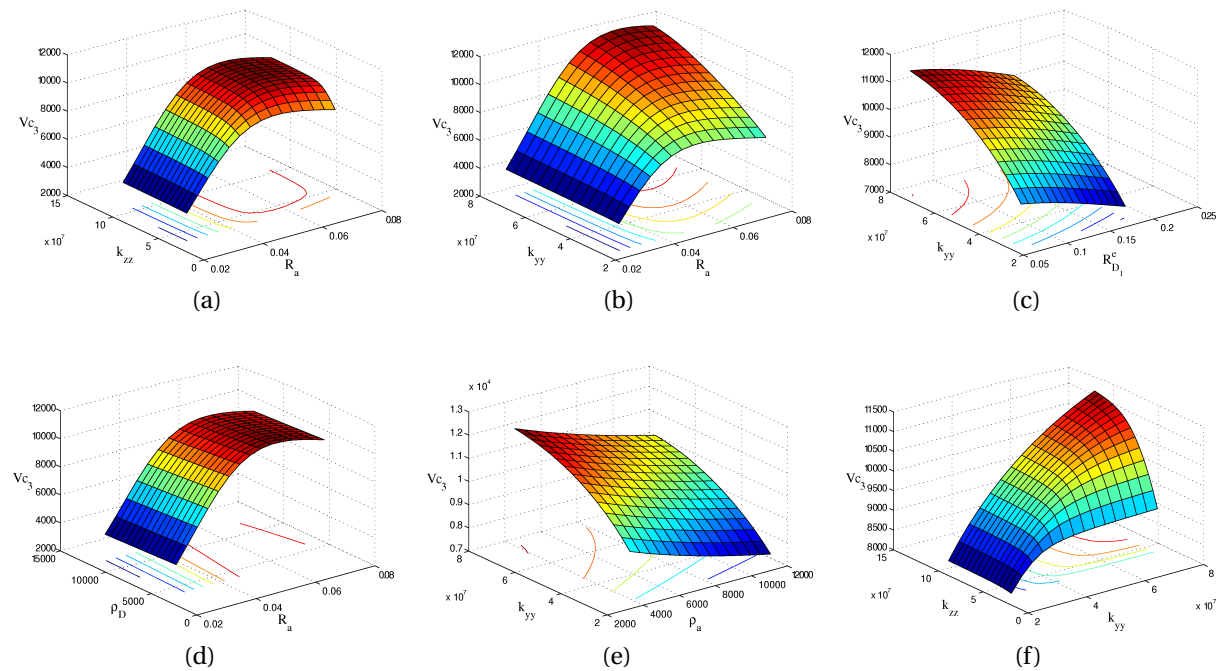 12000
10000
8000
6000
4000
2000
Vc3
15
10
5
0
x 10^7
kzz
0.02
0.04
0.06
0.08
Ra
(a)
12000
10000
8000
6000
4000
2000
Vc3
8
6
4
2
x 10^7
kyy
0.02
0.04
0.06
0.08
Ra
(b)
12000
11000
10000
9000
8000
7000
Vc3
8
6
4
2
x 10^7
kyy
0.05
0.1
0.15
0.2
0.25
R^e_D1
(c)
12000
10000
8000
6000
4000
2000
Vc3
15000
10000
5000
0
ρD
0.02
0.04
0.06
0.08
Ra
(d)
x 10^4
1.3
1.2
1.1
1
0.9
0.8
0.7
Vc3
8
6
4
2
x 10^7
kyy
2000
4000
6000
8000
10000
12000
ρa
(e)
11500
11000
10500
10000
9500
9000
8500
8000
Vc3
15
10
5
0
x 10^7
kzz
2
4
6
8
x 10^7
kyy
(f)